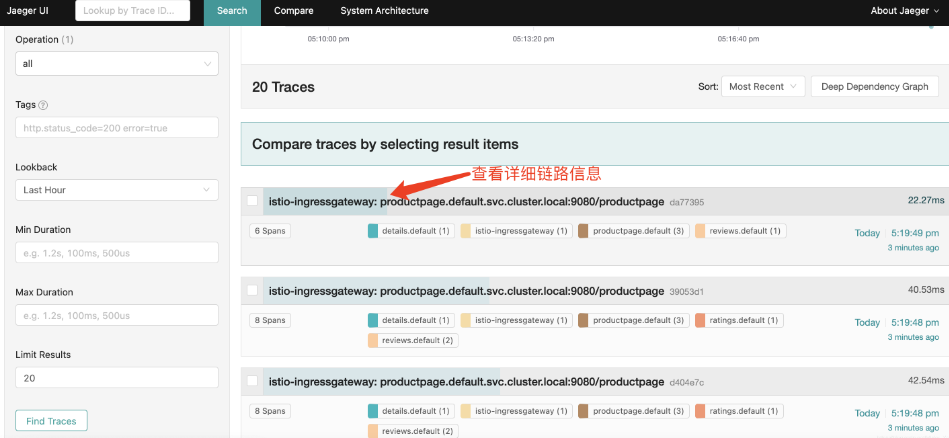 Jaeger UI
Lookup by Trace ID...
Search
Compare
System Architecture
About Jaeger
Operation (1)
all
Tags
http.status_code=200 error=true
Lookback
Last Hour
Min Duration
e.g. 1.2s, 100ms, 500us
Max Duration
e.g. 1.2s, 100ms, 500us
Limit Results
20
Find Traces
05:10:00 pm
05:13:20 pm
05:16:40 pm
20 Traces
Sort:
Most Recent
Deep Dependency Graph
Compare traces by selecting result items
查看详细链路信息
istio-ingressgateway: productpage.default.svc.cluster.local:9080/productpage da77395
22.27ms
6 Spans
details.default (1)
istio-ingressgateway (1)
productpage.default (3)
reviews.default (1)
Today 5:19:49 pm
3 minutes ago
istio-ingressgateway: productpage.default.svc.cluster.local:9080/productpage 39053d1
40.53ms
8 Spans
details.default (1)
istio-ingressgateway (1)
productpage.default (3)
ratings.default (1)
reviews.default (2)
Today 5:19:48 pm
3 minutes ago
istio-ingressgateway: productpage.default.svc.cluster.local:9080/productpage d404e7c
42.54ms
8 Spans
details.default (1)
istio-ingressgateway (1)
productpage.default (3)
ratings.default (1)
reviews.default (2)
Today 5:19:48 pm
3 minutes ago